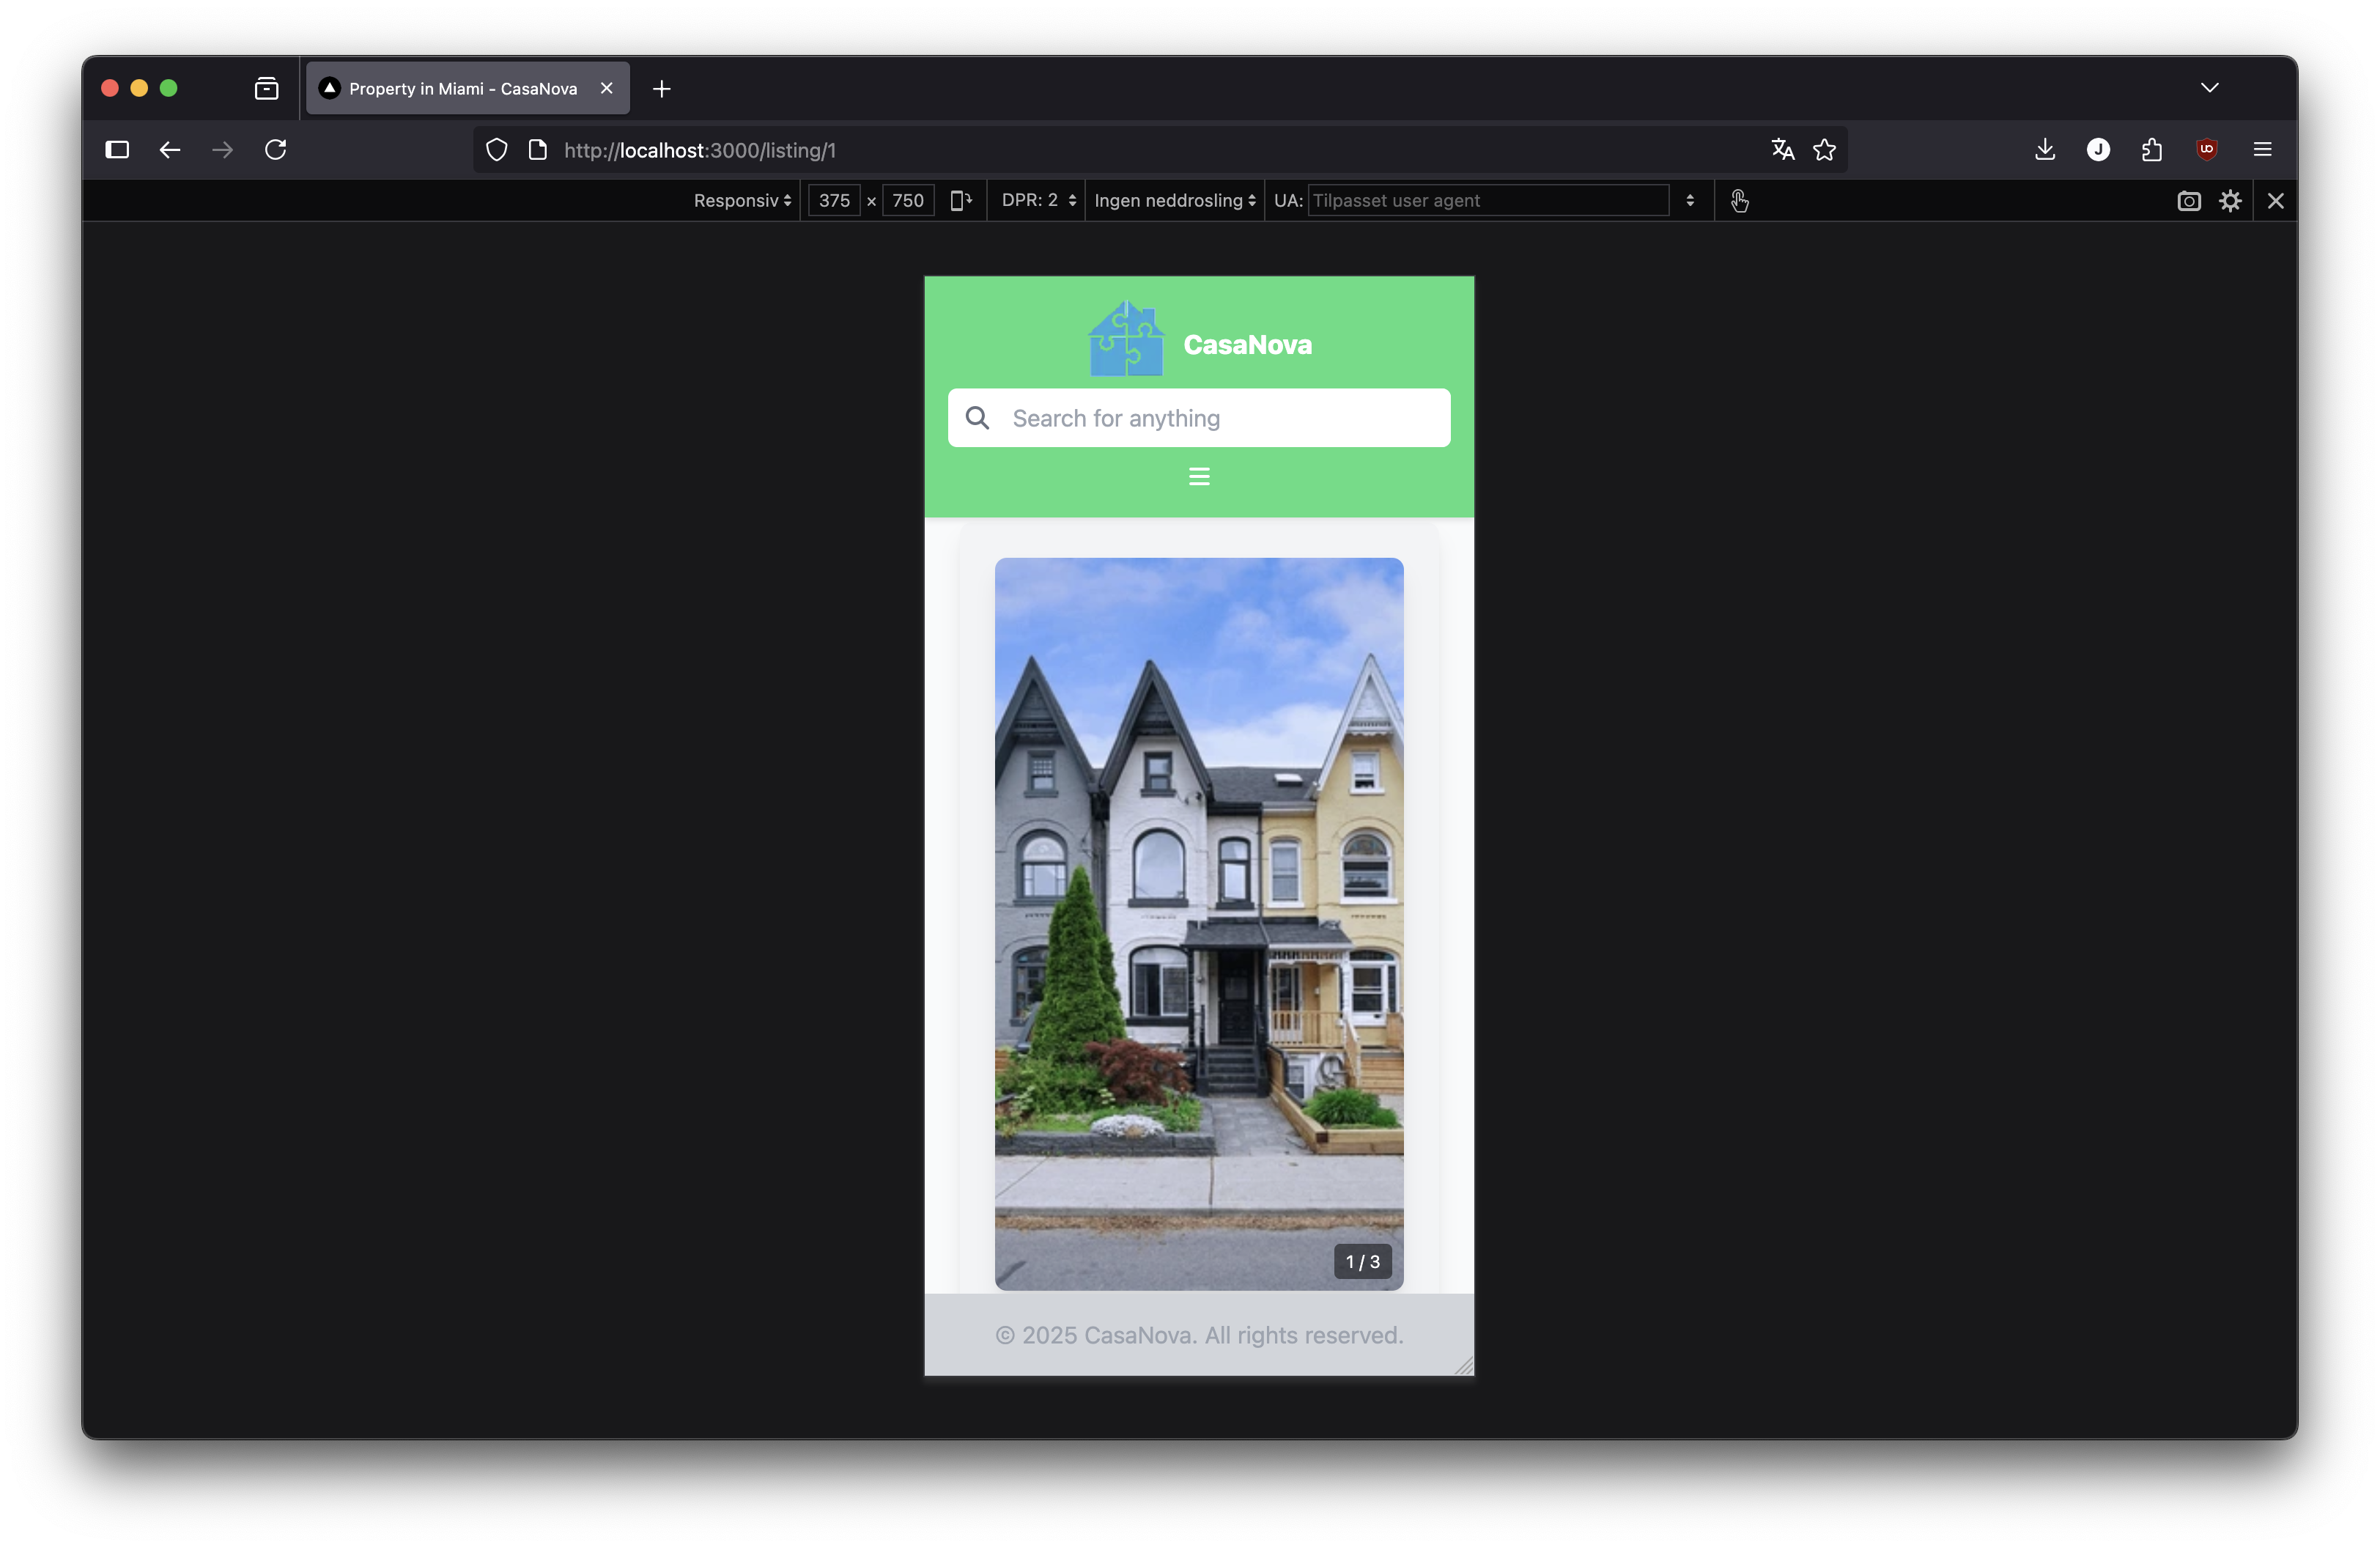 Property in Miami - CasaNova
http://localhost:3000/listing/1
J
Responsiv
375 × 750
DPR: 2
Ingen neddrosling
UA: Tilpasset user agent
CasaNova
Search for anything
1 / 3
© 2025 CasaNova. All rights reserved.